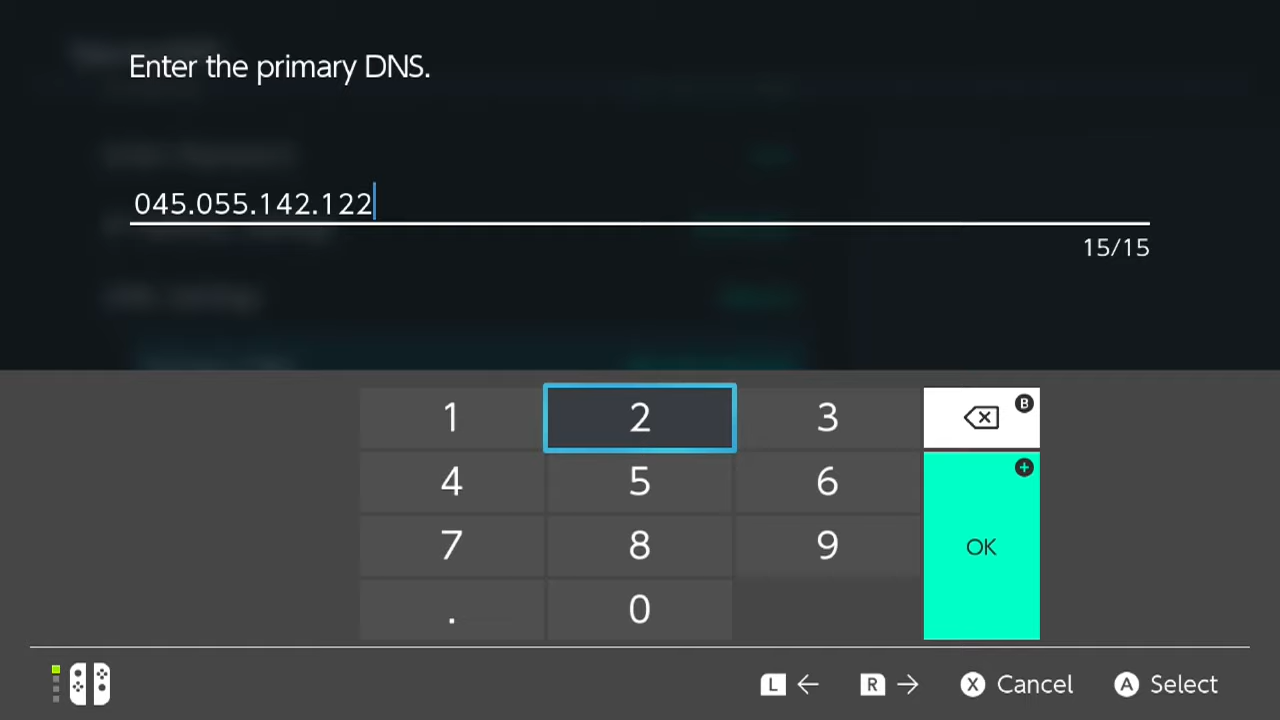 Enter the primary DNS.
045.055.142.122
15/15
1 2 3 B
4 5 6 +
7 8 9 OK
. 0
L ← R → X Cancel A Select